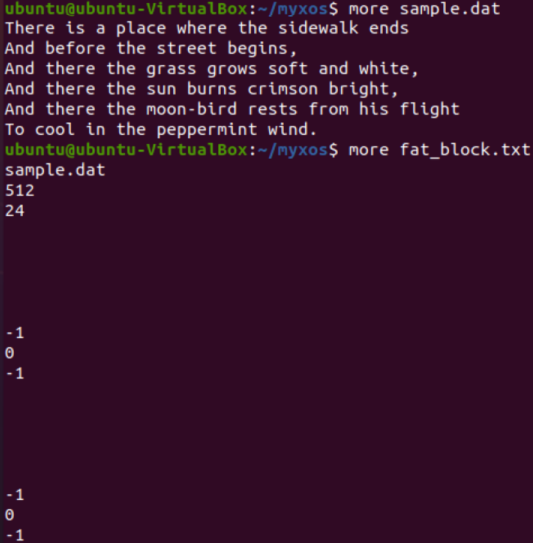 ubuntu@ubuntu-VirtualBox:~/myxos$ more sample.dat
There is a place where the sidewalk ends
And before the street begins,
And there the grass grows soft and white,
And there the sun burns crimson bright,
And there the moon-bird rests from his flight
To cool in the peppermint wind.
ubuntu@ubuntu-VirtualBox:~/myxos$ more fat_block.txt
sample.dat
512
24
-1
0
-1
-1
0
-1